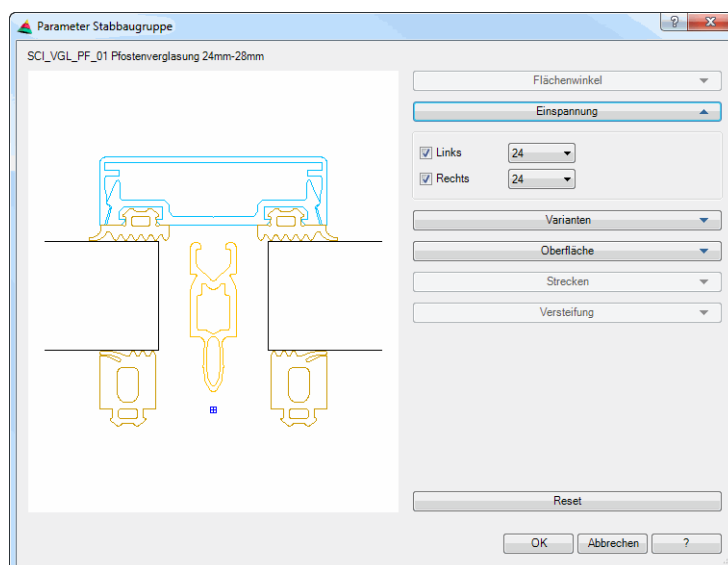 Parameter Stabbaugruppe
?
SCI_VGL_PF_01 Pfostenverglasung 24mm-28mm
Flächenwinkel
Einspannung
Links 24
Rechts 24
Varianten
Oberfläche
Strecken
Versteifung
Reset
OK Abbrechen ?